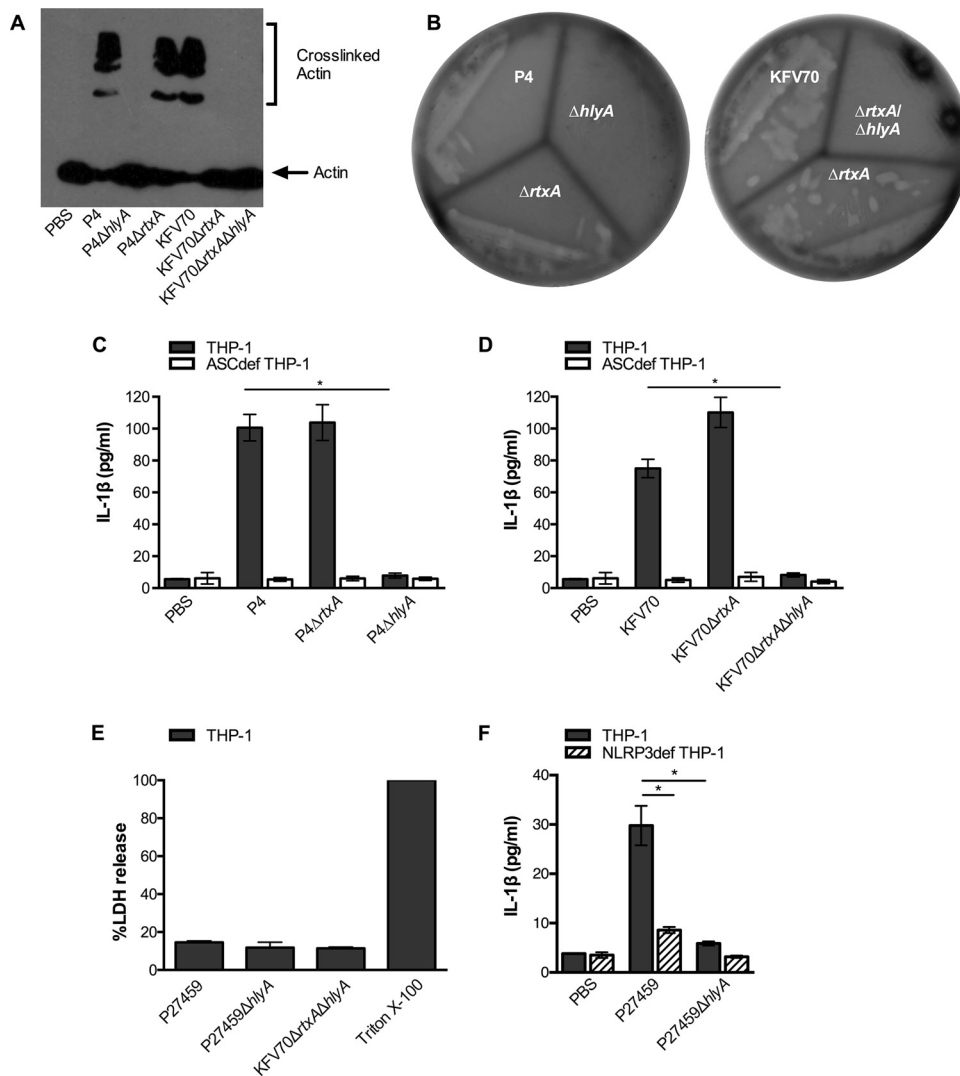 A
Crosslinked
Actin
Actin
PBS
P4
P4ΔhlyA
P4ΔrtxA
KFV70
KFV70ΔrtxA
KFV70ΔrtxAΔhlyA
B
P4
ΔhlyA
ΔrtxA
KFV70
ΔrtxA/
ΔhlyA
ΔrtxA
C
THP-1
ASCdef THP-1
*
IL-1β (pg/ml)
120
100
80
60
40
20
0
PBS
P4
P4ΔrtxA
P4ΔhlyA
D
THP-1
ASCdef THP-1
*
IL-1β (pg/ml)
120
100
80
60
40
20
0
PBS
KFV70
KFV70ΔrtxA
KFV70ΔrtxAΔhlyA
E
THP-1
%LDH release
100
80
60
40
20
0
P27459
P27459ΔhlyA
KFV70ΔrtxAΔhlyA
Triton X-100
F
THP-1
NLRP3def THP-1
*
*
IL-1β (pg/ml)
40
30
20
10
0
PBS
P27459
P27459ΔhlyA